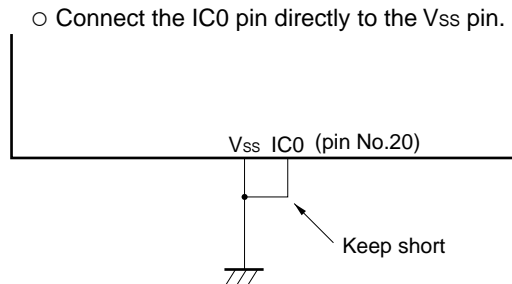 ○ Connect the IC0 pin directly to the Vss pin.
Vss IC0 (pin No.20)
Keep short